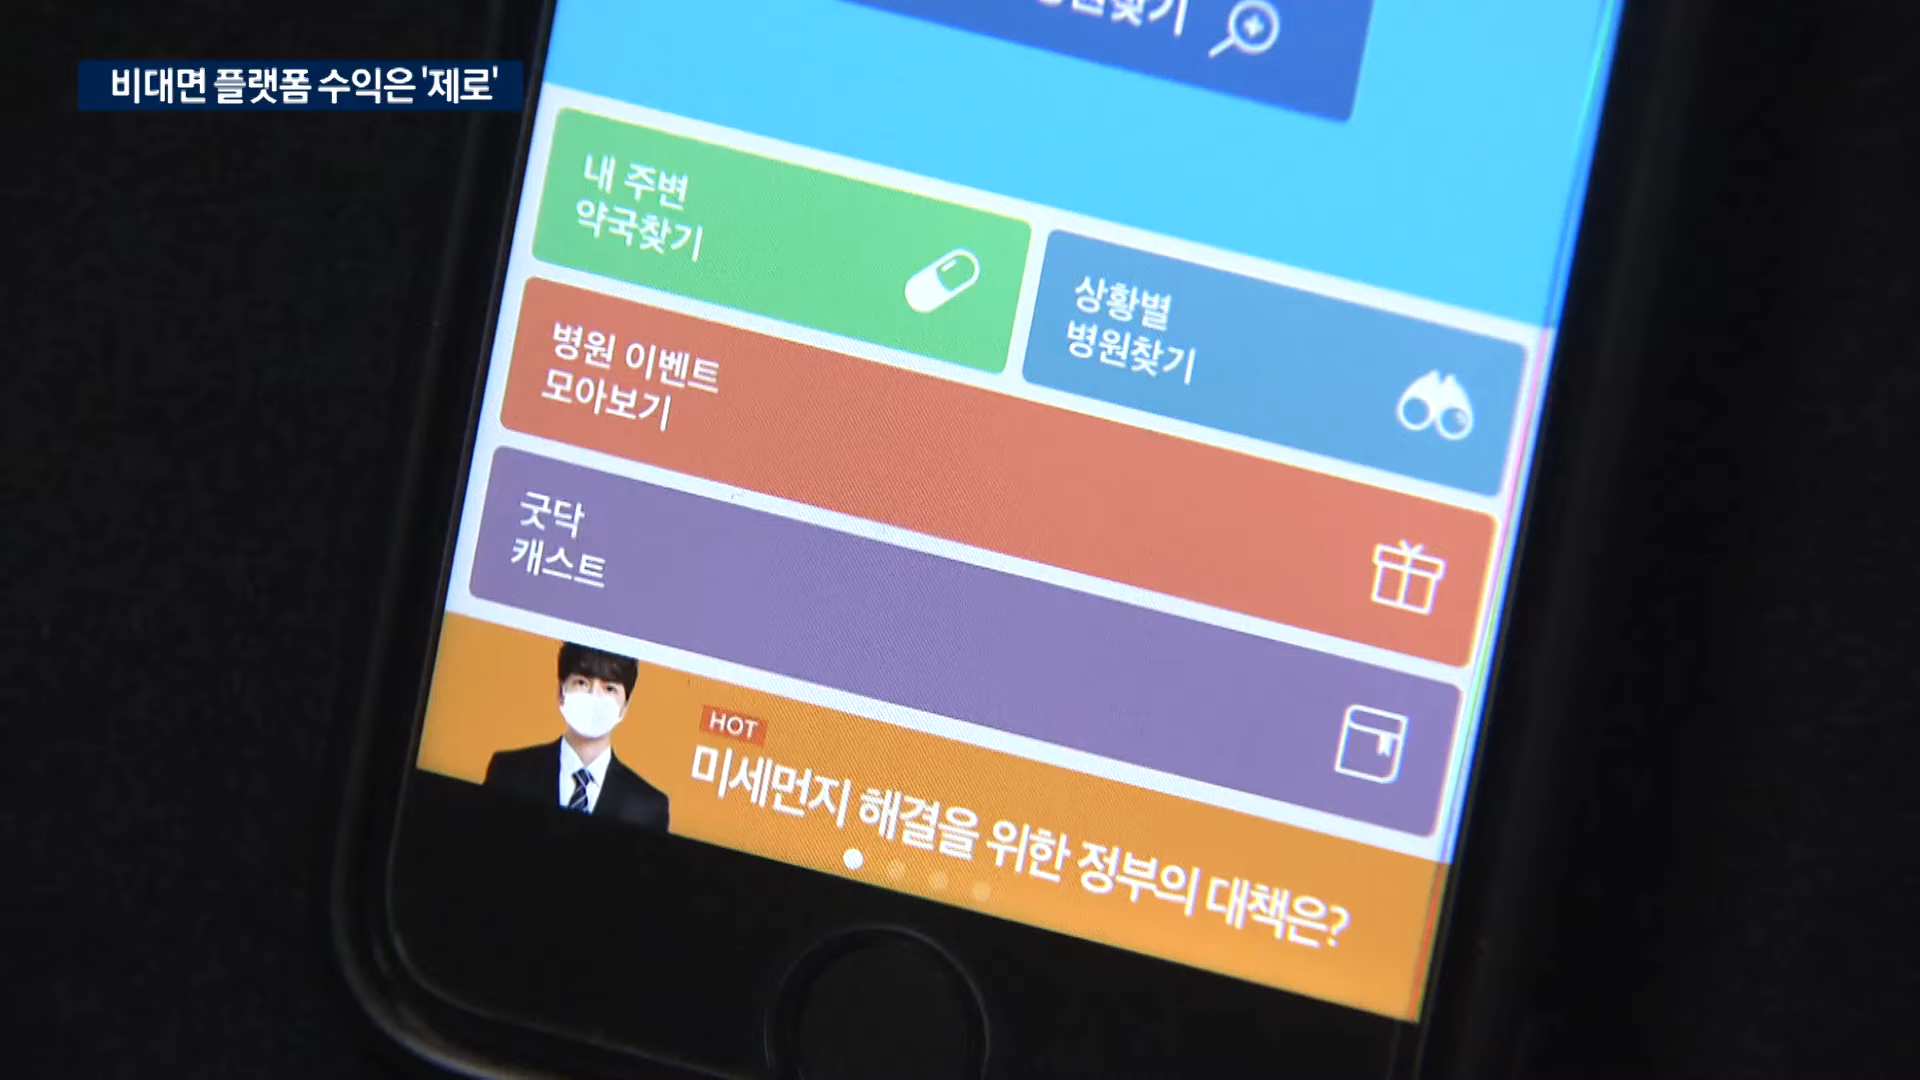 비대면 플랫폼 수익은 '제로'
내 주변
약국찾기
상황별
병원찾기
병원 이벤트
모아보기
굿닥
캐스트
HOT
미세먼지 해결을 위한 정부의 대책은?